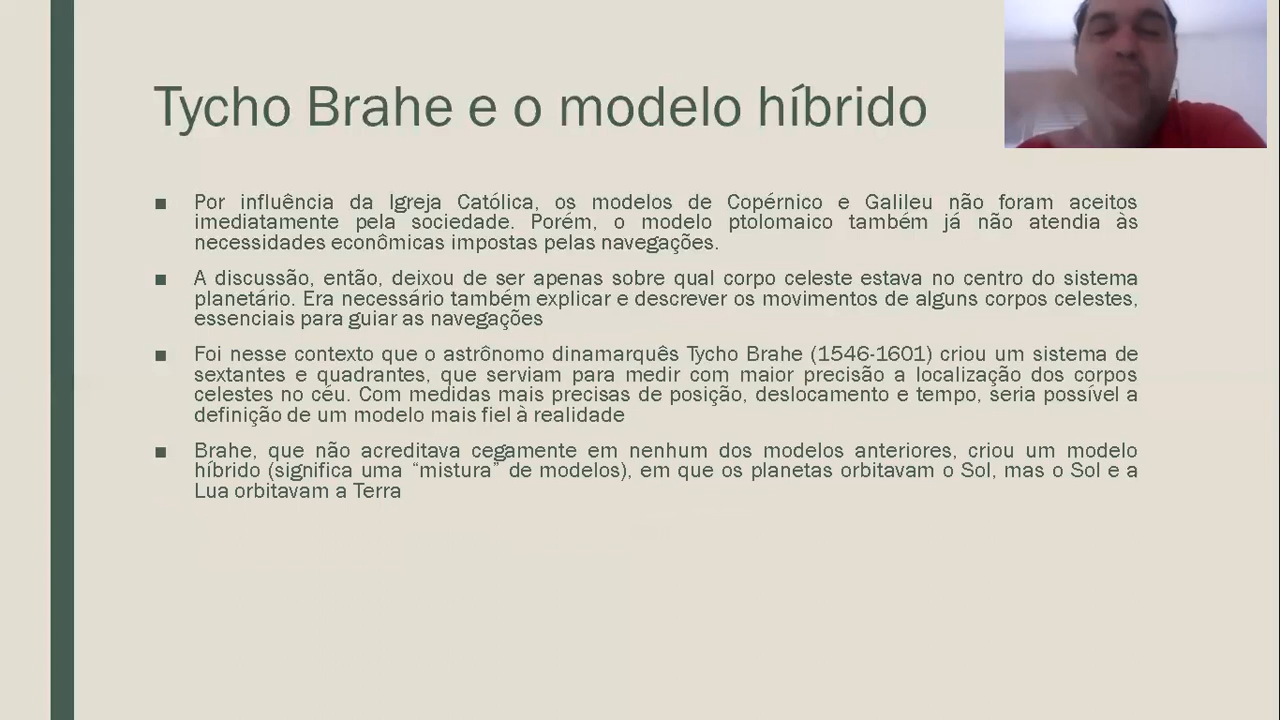 Tycho Brahe e o modelo híbrido
▪ Por influência da Igreja Católica, os modelos de Copérnico e Galileu não foram aceitos
imediatamente pela sociedade. Porém, o modelo ptolomaico também já não atendia às
necessidades econômicas impostas pelas navegações.
▪ A discussão, então, deixou de ser apenas sobre qual corpo celeste estava no centro do sistema
planetário. Era necessário também explicar e descrever os movimentos de alguns corpos celestes,
essenciais para guiar as navegações
▪ Foi nesse contexto que o astrônomo dinamarquês Tycho Brahe (1546-1601) criou um sistema de
sextantes e quadrantes, que serviam para medir com maior precisão a localização dos corpos
celestes no céu. Com medidas mais precisas de posição, deslocamento e tempo, seria possível a
definição de um modelo mais fiel à realidade
▪ Brahe, que não acreditava cegamente em nenhum dos modelos anteriores, criou um modelo
híbrido (significa uma “mistura” de modelos), em que os planetas orbitavam o Sol, mas o Sol e a
Lua orbitavam a Terra